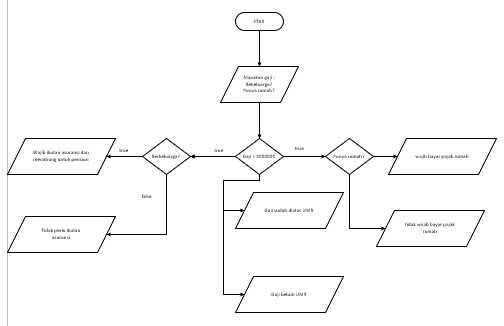 START
Masukan gaji :
Bekeluarga?
Punya rumah?
Wajib ikutan asuransi dan
menabung untuk pensiun
true
Berkeluarga?
true
Gaji > 3000000
true
Punya rumah?
wajib bayar pajak rumah
false
Tidak perlu ikutan
asuransi
Gaji sudah diatas UMR
tidak wajib bayar pajak
rumah
Gaji belum UMR